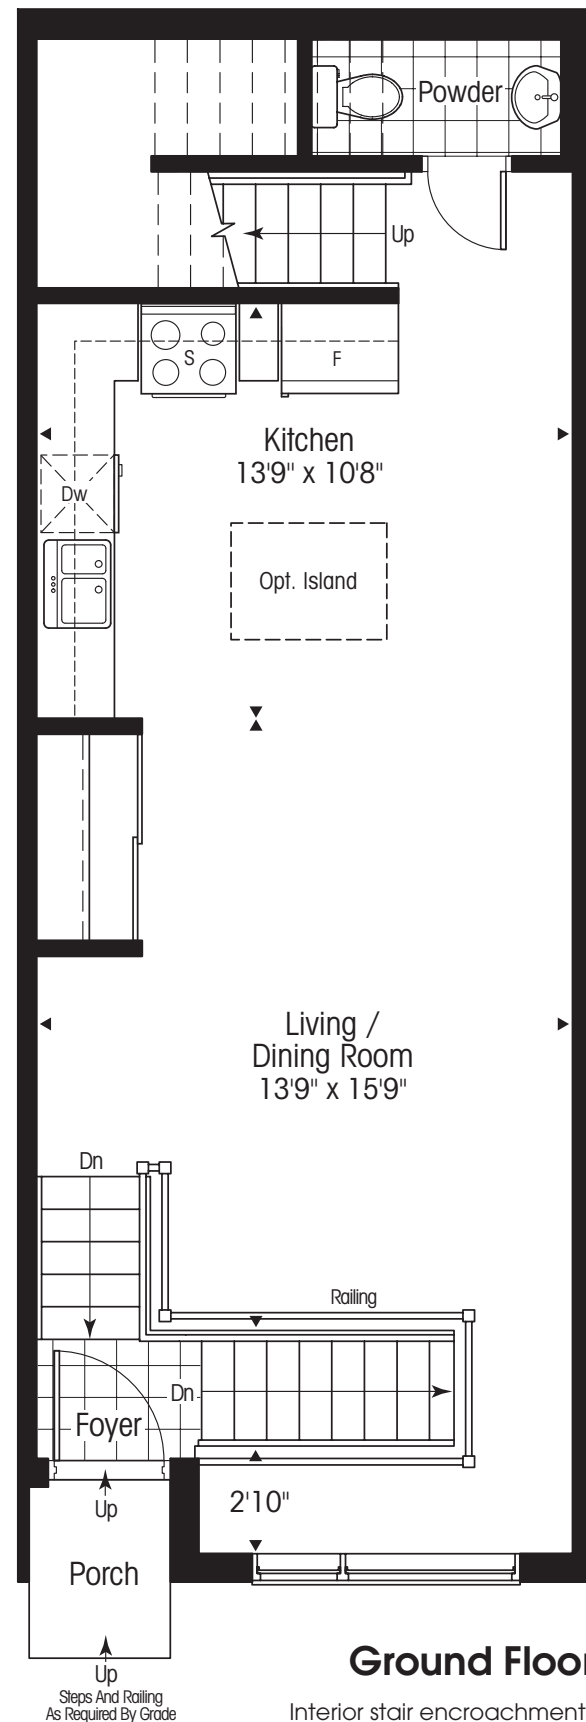 Powder
Up
S
F
Kitchen
13'9" x 10'8"
Dw
Opt. Island
Living /
Dining Room
13'9" x 15'9"
Dn
Railing
Dn
Foyer
Up
2'10"
Porch
Up
Steps And Railing
As Required By Grade
Ground Floor
Interior stair encroachment